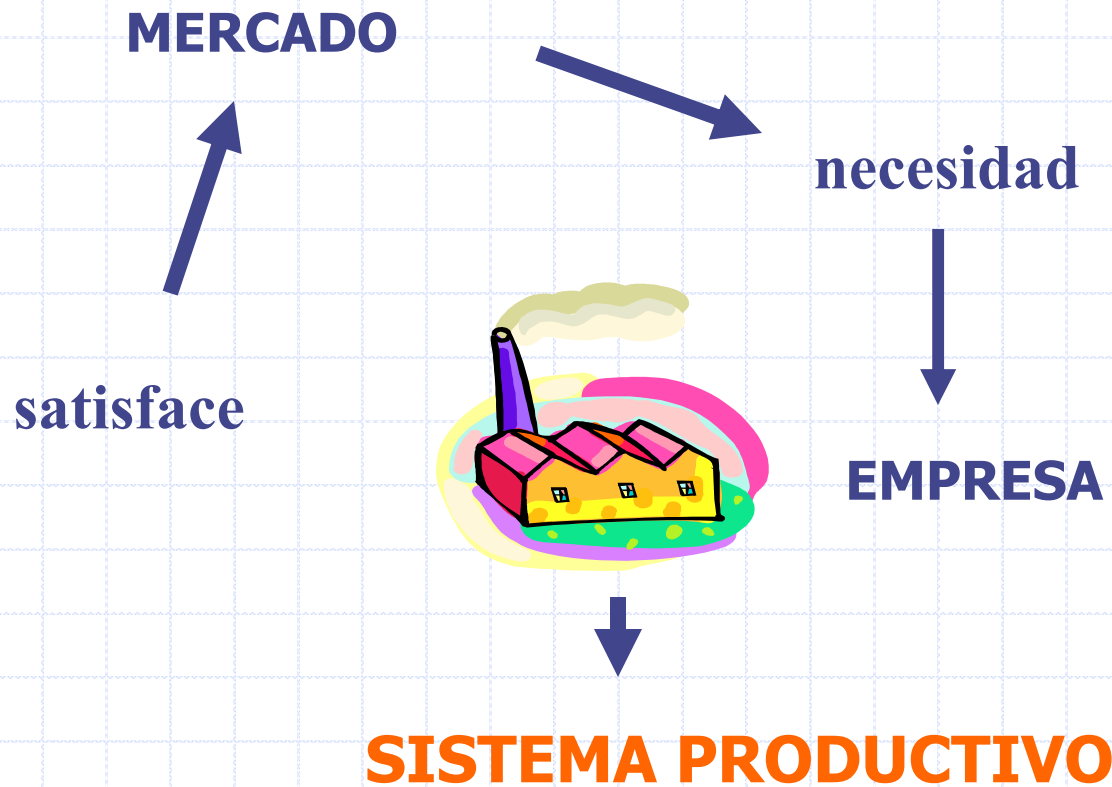 MERCADO
necesidad
satisface
EMPRESA
SISTEMA PRODUCTIVO